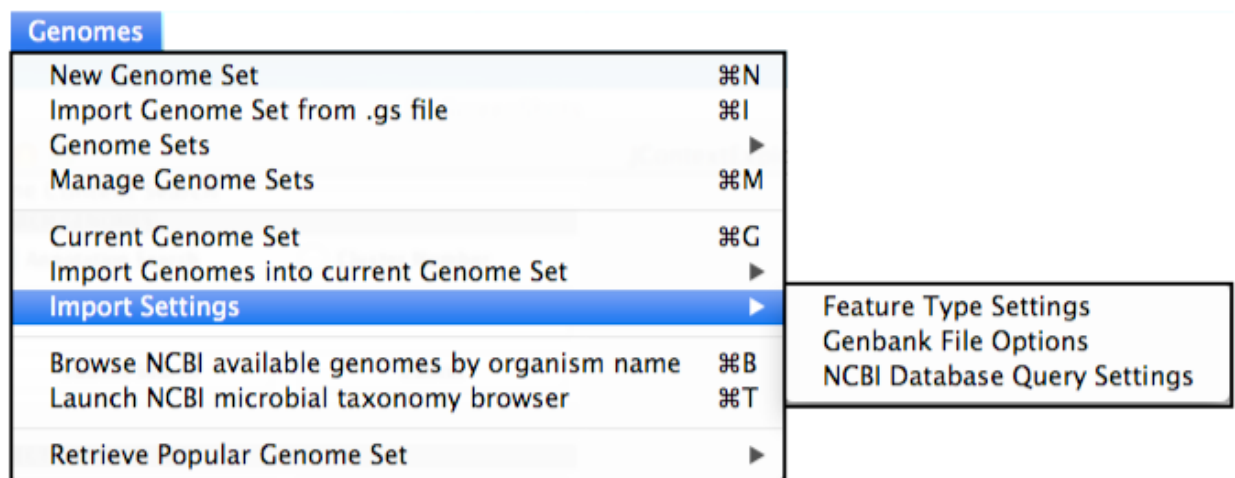 Genomes
New Genome Set ⌘N
Import Genome Set from .gs file ⌘I
Genome Sets ▶
Manage Genome Sets ⌘M
Current Genome Set ⌘G
Import Genomes into current Genome Set ▶
Import Settings ▶
Feature Type Settings
Genbank File Options
NCBI Database Query Settings
Browse NCBI available genomes by organism name ⌘B
Launch NCBI microbial taxonomy browser ⌘T
Retrieve Popular Genome Set ▶